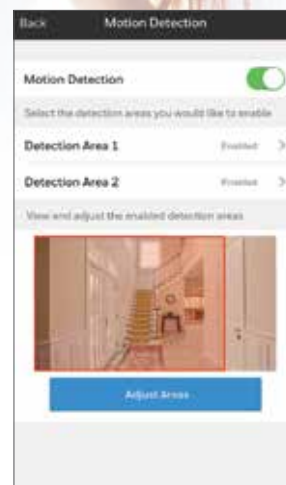 Back Motion Detection
Motion Detection
Select the detection areas you would like to enable
Detection Area 1 Enabled
Detection Area 2 Enabled
View and adjust the enabled detection areas
Adjust Areas